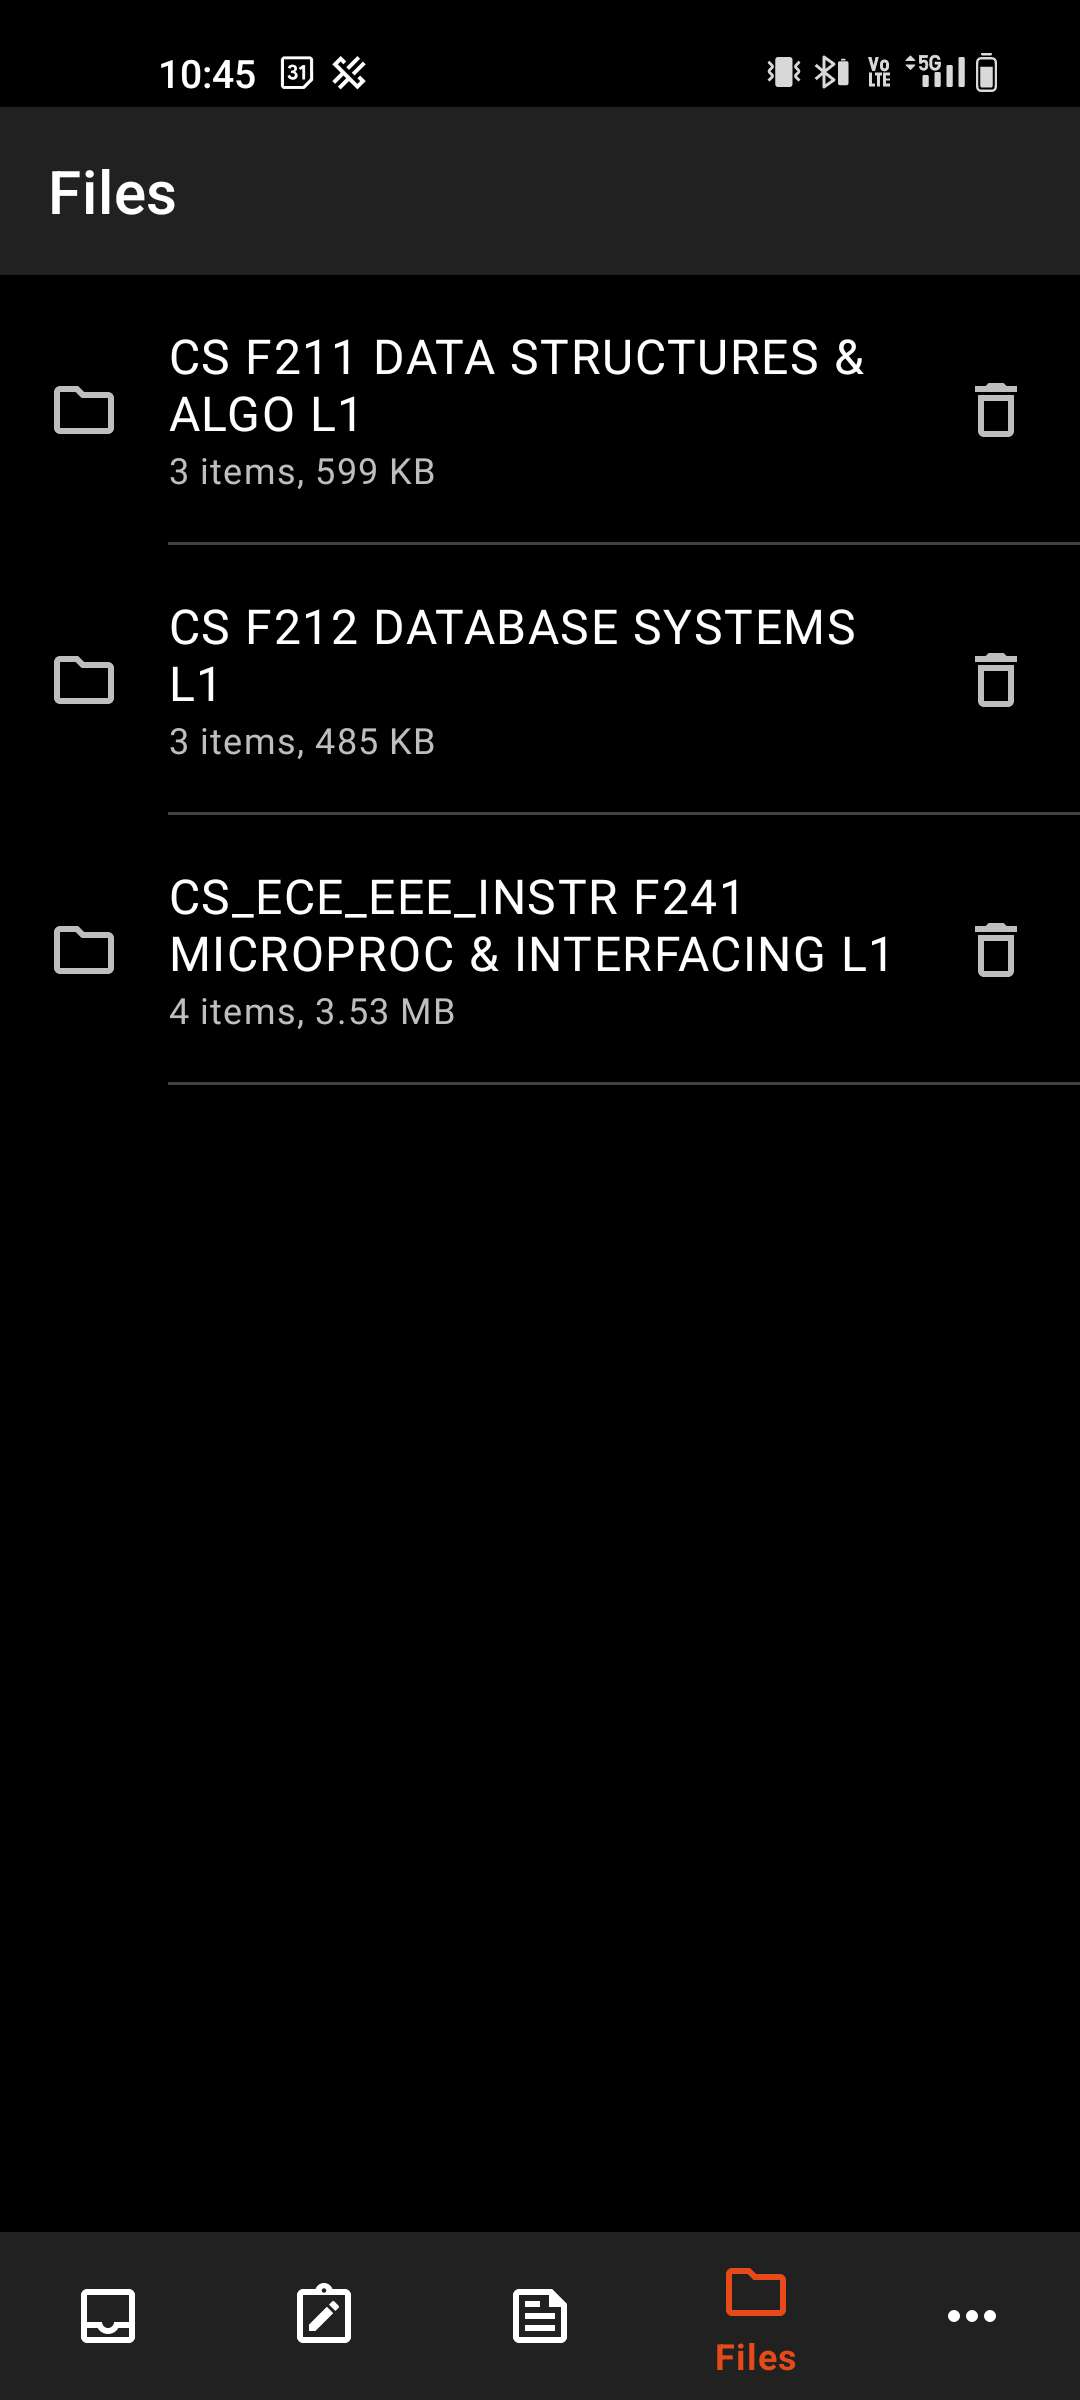 10:45 31 Vo LTE 5G
Files
CS F211 DATA STRUCTURES &
ALGO L1
3 items, 599 KB
CS F212 DATABASE SYSTEMS
L1
3 items, 485 KB
CS_ECE_EEE_INSTR F241
MICROPROC & INTERFACING L1
4 items, 3.53 MB
Files